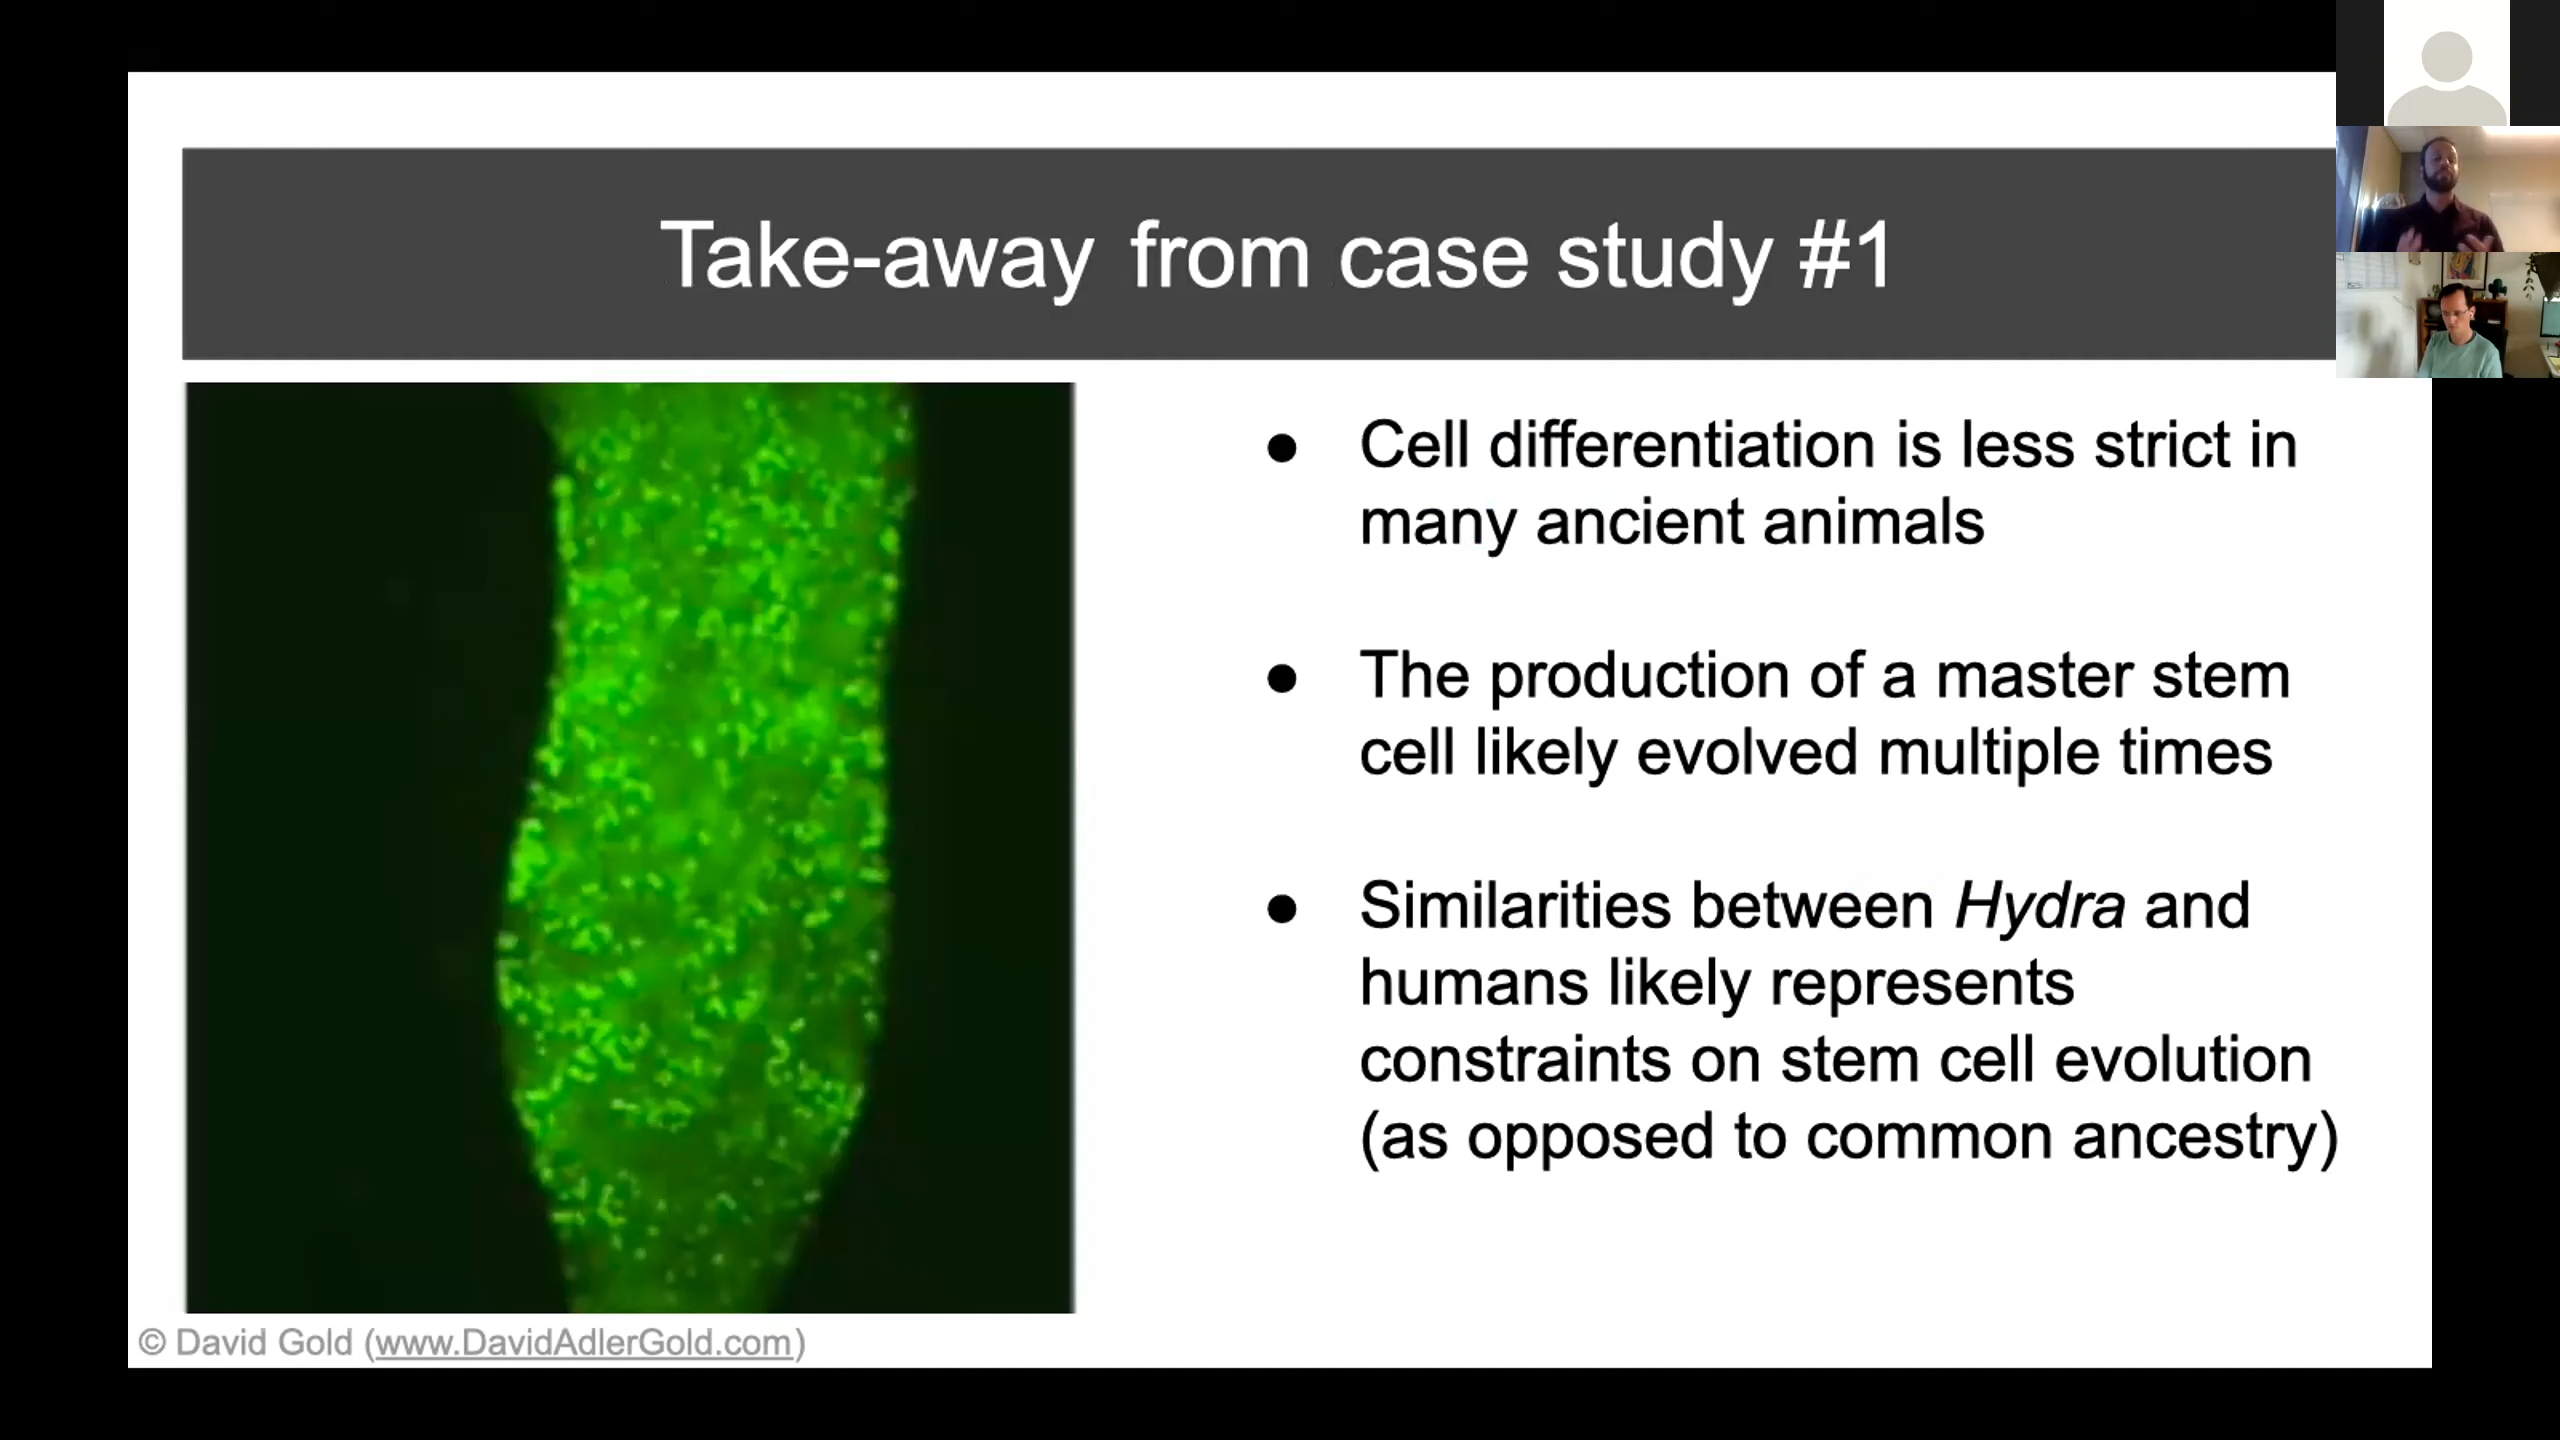 Take-away from case study #1
● Cell differentiation is less strict in
many ancient animals
● The production of a master stem
cell likely evolved multiple times
● Similarities between Hydra and
humans likely represents
constraints on stem cell evolution
(as opposed to common ancestry)
© David Gold (www.DavidAdlerGold.com)